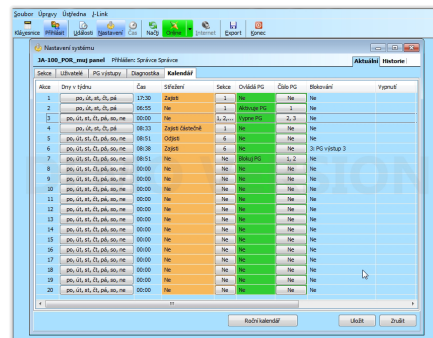 Soubor Úpravy Ústředna J-Link
Klávesnice Přihlásit Události Nastavení Čas Načti Online Internet Export Konec
Nastavení systému
JA-100_POR_muj panel Přihlášen: Správce Správce Aktuální Historie
Sekce Uživatelé PG výstupy Diagnostika Kalendář
Akce Dny v týdnu Čas Střežení Sekce Ovládá PG Číslo PG Blokování Vypnutí
1 po, út, st, čt, pá 17:30 Zajisti 1 Ne Ne Ne
2 po, út, st, čt, pá 06:55 Ne 1 Aktivuje PG 1 Ne
3 po, út, st, čt, pá, so, ne 00:00 Ne 1, 2,... Vypne PG 2, 3 Ne
4 po, út, st, čt, pá 08:33 Zajisti částečně 1 Ne Ne Ne
5 po, út, st, čt, pá, so, ne 08:51 Odjisti 6 Ne Ne Ne
6 po, út, st, čt, pá, so, ne 08:38 Zajisti 6 Ne Ne 3: PG výstup 3
7 po, út, st, čt, pá, so, ne 08:51 Ne Ne Blokuj PG 1, 2 Ne
8 po, út, st, čt, pá, so, ne 00:00 Ne Ne Ne Ne Ne
9 po, út, st, čt, pá, so, ne 00:00 Ne Ne Ne Ne Ne
10 po, út, st, čt, pá, so, ne 00:00 Ne Ne Ne Ne Ne
11 po, út, st, čt, pá, so, ne 00:00 Ne Ne Ne Ne Ne
12 po, út, st, čt, pá, so, ne 00:00 Ne Ne Ne Ne Ne
13 po, út, st, čt, pá, so, ne 00:00 Ne Ne Ne Ne Ne
14 po, út, st, čt, pá, so, ne 00:00 Ne Ne Ne Ne Ne
15 po, út, st, čt, pá, so, ne 00:00 Ne Ne Ne Ne Ne
16 po, út, st, čt, pá, so, ne 00:00 Ne Ne Ne Ne Ne
17 po, út, st, čt, pá, so, ne 00:00 Ne Ne Ne Ne Ne
18 po, út, st, čt, pá, so, ne 00:00 Ne Ne Ne Ne Ne
19 po, út, st, čt, pá, so, ne 00:00 Ne Ne Ne Ne Ne
20 po, út, st, čt, pá, so, ne 00:00 Ne Ne Ne Ne Ne
Roční kalendář Uložit Zrušit